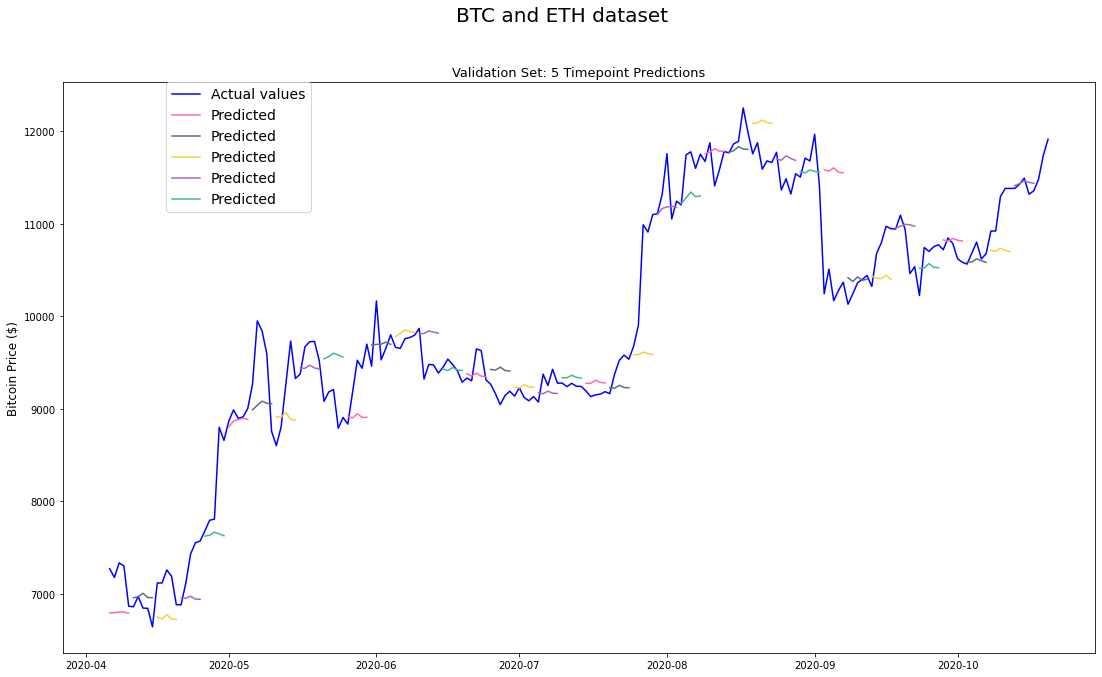 BTC and ETH dataset
Validation Set: 5 Timepoint Predictions
Actual values
Predicted
Predicted
Predicted
Predicted
Predicted
Bitcoin Price ($)
12000
11000
10000
9000
8000
7000
2020-04 2020-05 2020-06 2020-07 2020-08 2020-09 2020-10